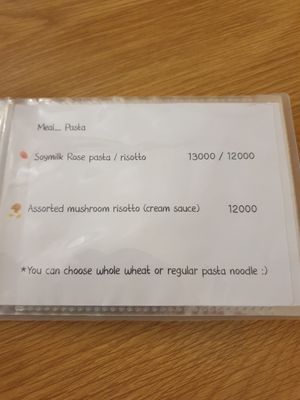 Meal__ Pasta
Soymilk Rose pasta / risotto 13000 / 12000
Assorted mushroom risotto (cream sauce) 12000
*You can choose whole wheat or regular pasta noodle :)